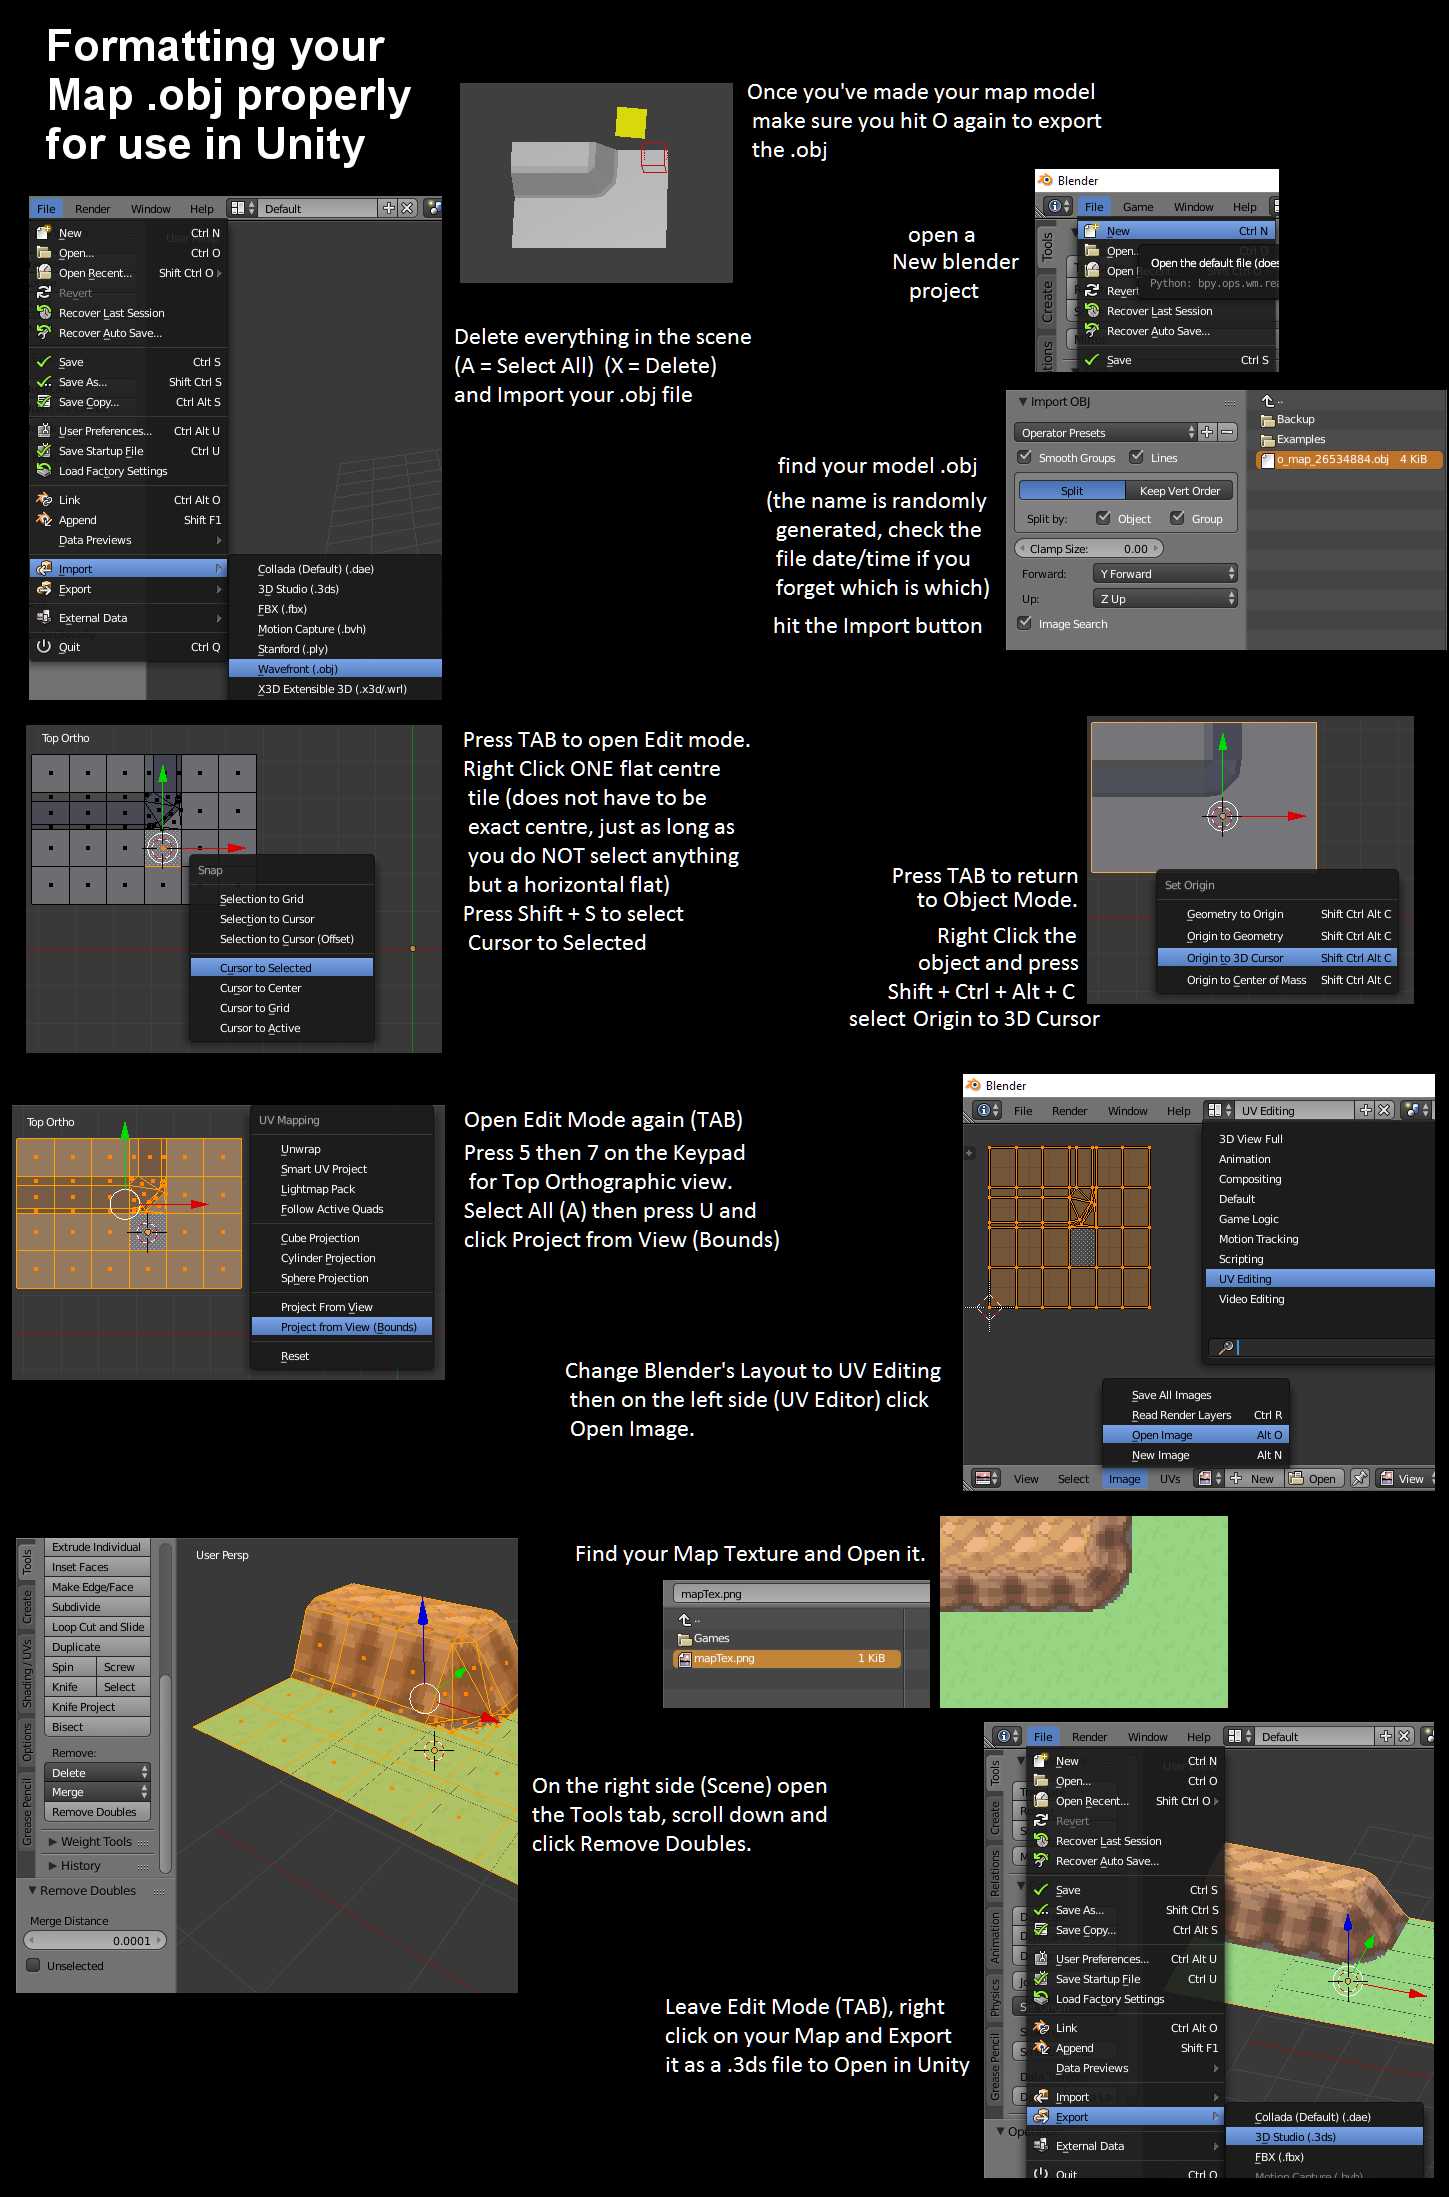 Formatting your
Map .obj properly
for use in Unity
Once you've made your map model
make sure you hit O again to export
the .obj
File Render Window Help Default
New Ctrl N
Open... Ctrl O
Open Recent... Shift Ctrl O
Revert
Recover Last Session
Recover Auto Save...
Save Ctrl S
Save As... Shift Ctrl S
Save Copy... Ctrl Alt S
User Preferences... Ctrl Alt U
Save Startup File Ctrl U
Load Factory Settings
Link Ctrl Alt O
Append Shift F1
Data Previews
Import
Export
External Data
Quit Ctrl Q
Collada (Default) (.dae)
3D Studio (.3ds)
FBX (.fbx)
Motion Capture (.bvh)
Stanford (.ply)
Wavefront (.obj)
X3D Extensible 3D (.x3d/.wrl)
open a
New blender
project
Blender
File Game Window Help
New Ctrl N
Open...
Open the default file (does
Open
Python: bpy.ops.wm.rea
Revert
Recover Last Session
Recover Auto Save...
Save Ctrl S
Tools
Create
Delete everything in the scene
(A = Select All) (X = Delete)
and Import your .obj file
find your model .obj
(the name is randomly
generated, check the
file date/time if you
forget which is which)
hit the Import button
Import OBJ
Operator Presets
Smooth Groups Lines
Split Keep Vert Order
Split by: Object Group
Clamp Size: 0.00
Forward: Y Forward
Up: Z Up
Image Search
..
Backup
Examples
o_map_26534884.obj 4 KiB
Top Ortho
Snap
Selection to Grid
Selection to Cursor
Selection to Cursor (Offset)
Cursor to Selected
Cursor to Center
Cursor to Grid
Cursor to Active
Press TAB to open Edit mode.
Right Click ONE flat centre
tile (does not have to be
exact centre, just as long as
you do NOT select anything
but a horizontal flat)
Press Shift + S to select
Cursor to Selected
Press TAB to return
to Object Mode.
Right Click the
object and press
Shift + Ctrl + Alt + C
select Origin to 3D Cursor
Set Origin
Geometry to Origin Shift Ctrl Alt C
Origin to Geometry Shift Ctrl Alt C
Origin to 3D Cursor Shift Ctrl Alt C
Origin to Center of Mass Shift Ctrl Alt C
Top Ortho
UV Mapping
Unwrap
Smart UV Project
Lightmap Pack
Follow Active Quads
Cube Projection
Cylinder Projection
Sphere Projection
Project From View
Project from View (Bounds)
Reset
Open Edit Mode again (TAB)
Press 5 then 7 on the Keypad
for Top Orthographic view.
Select All (A) then press U and
click Project from View (Bounds)
Change Blender's Layout to UV Editing
then on the left side (UV Editor) click
Open Image.
Blender
File Render Window Help UV Editing
3D View Full
Animation
Compositing
Default
Game Logic
Motion Tracking
Scripting
UV Editing
Video Editing
Save All Images
Read Render Layers Ctrl R
Open Image Alt O
New Image Alt N
View Select Image UVs New Open View
Find your Map Texture and Open it.
mapTex.png
..
Games
mapTex.png 1 KiB
Tools
Create
Shading / UVs
Options
Grease Pencil
Extrude Individual
Inset Faces
Make Edge/Face
Subdivide
Loop Cut and Slide
Duplicate
Spin Screw
Knife Select
Knife Project
Bisect
Remove:
Delete
Merge
Remove Doubles
Weight Tools
History
Remove Doubles
Merge Distance
0.0001
Unselected
User Persp
On the right side (Scene) open
the Tools tab, scroll down and
click Remove Doubles.
Leave Edit Mode (TAB), right
click on your Map and Export
it as a .3ds file to Open in Unity
File Render Window Help Default
Tools
Create
Relations
Animation
Physics
Grease Pencil
New Ctrl N
Open... Ctrl O
Open Recent... Shift Ctrl O
Revert
Recover Last Session
Recover Auto Save...
Save Ctrl S
Save As... Shift Ctrl S
Save Copy... Ctrl Alt S
User Preferences... Ctrl Alt U
Save Startup File Ctrl U
Load Factory Settings
Link Ctrl Alt O
Append Shift F1
Data Previews
Import
Export
External Data
Quit Ctrl Q
Collada (Default) (.dae)
3D Studio (.3ds)
FBX (.fbx)
Motion Capture (.bvh)